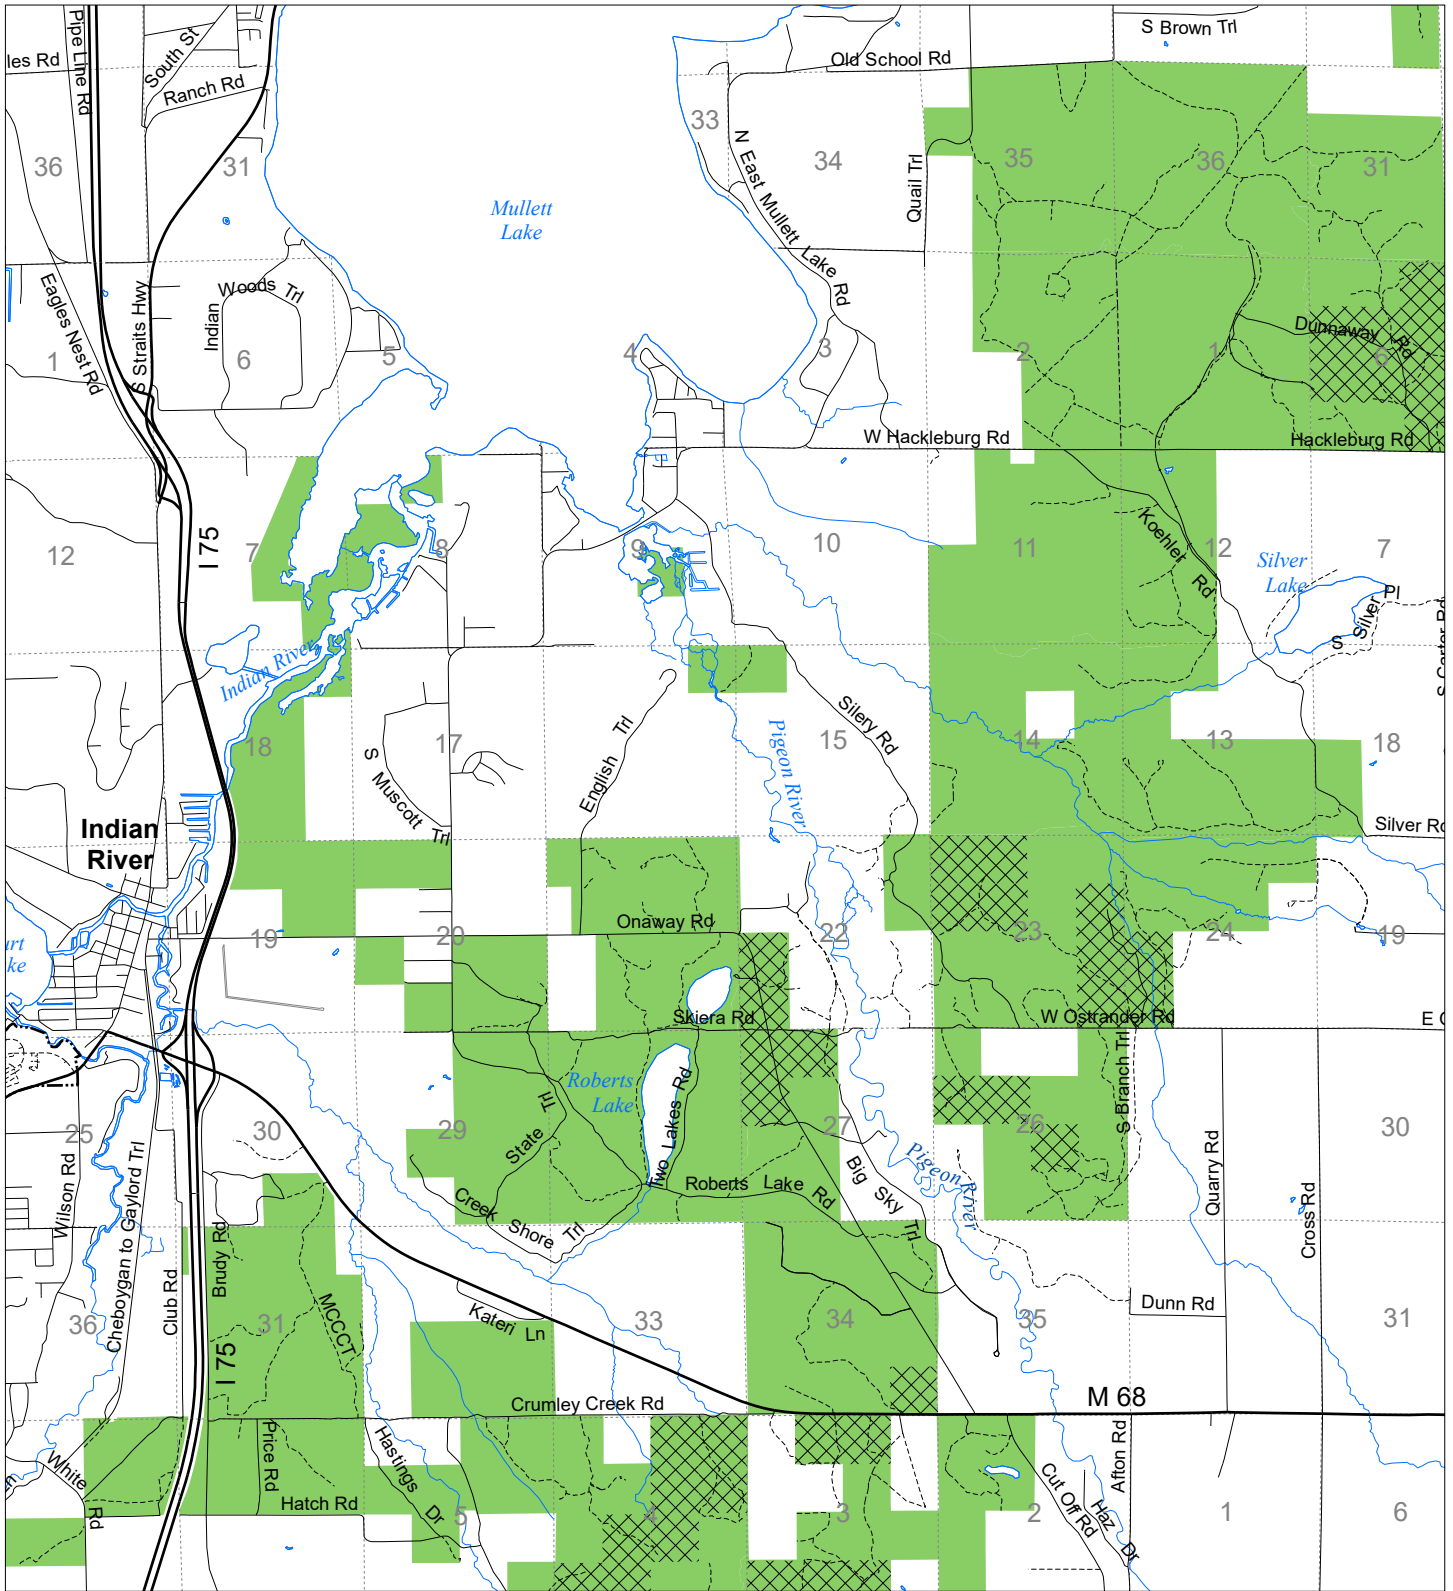 S Brown Trl
les Rd
Pipe Line Rd
South St
Old School Rd
Ranch Rd
33
N East Mullett Lake Rd
34
Quail Trl
35
36
31
36
31
Mullett
Lake
Eagles Nest Rd
S Straits Hwy
Indian
Woods Trl
Dunnaway Rd
1
6
5
4
3
2
1
6
W Hackleburg Rd
Hackleburg Rd
I 75
12
7
8
9
10
11
Koehler Rd
12
Silver
Lake
7
S Silver Pl
S Carter Rd
Indian River
18
17
S Muscott Trl
English Trl
Pigeon River
15
Silery Rd
14
13
18
Silver Rd
Indian
River
Onaway Rd
19
20
22
23
24
19
urt
ke
Skiera Rd
W Ostrander Rd
Roberts
Lake
Two Lakes Rd
State Trl
S Branch Trl
25
30
29
27
26
30
Wilson Rd
Cheboygan to Gaylord Trl
Creek Shore Trl
Roberts Lake Rd
Big Sky Trl
Pigeon River
Quarry Rd
Cross Rd
Club Rd
Brudy Rd
MCCCT
Kateri Ln
Dunn Rd
36
31
33
34
35
31
I 75
Crumley Creek Rd
M 68
White Rd
Price Rd
Hatch Rd
Hastings Dr
5
4
3
2
Cut Off Rd
Haz Dr
Afton Rd
1
6